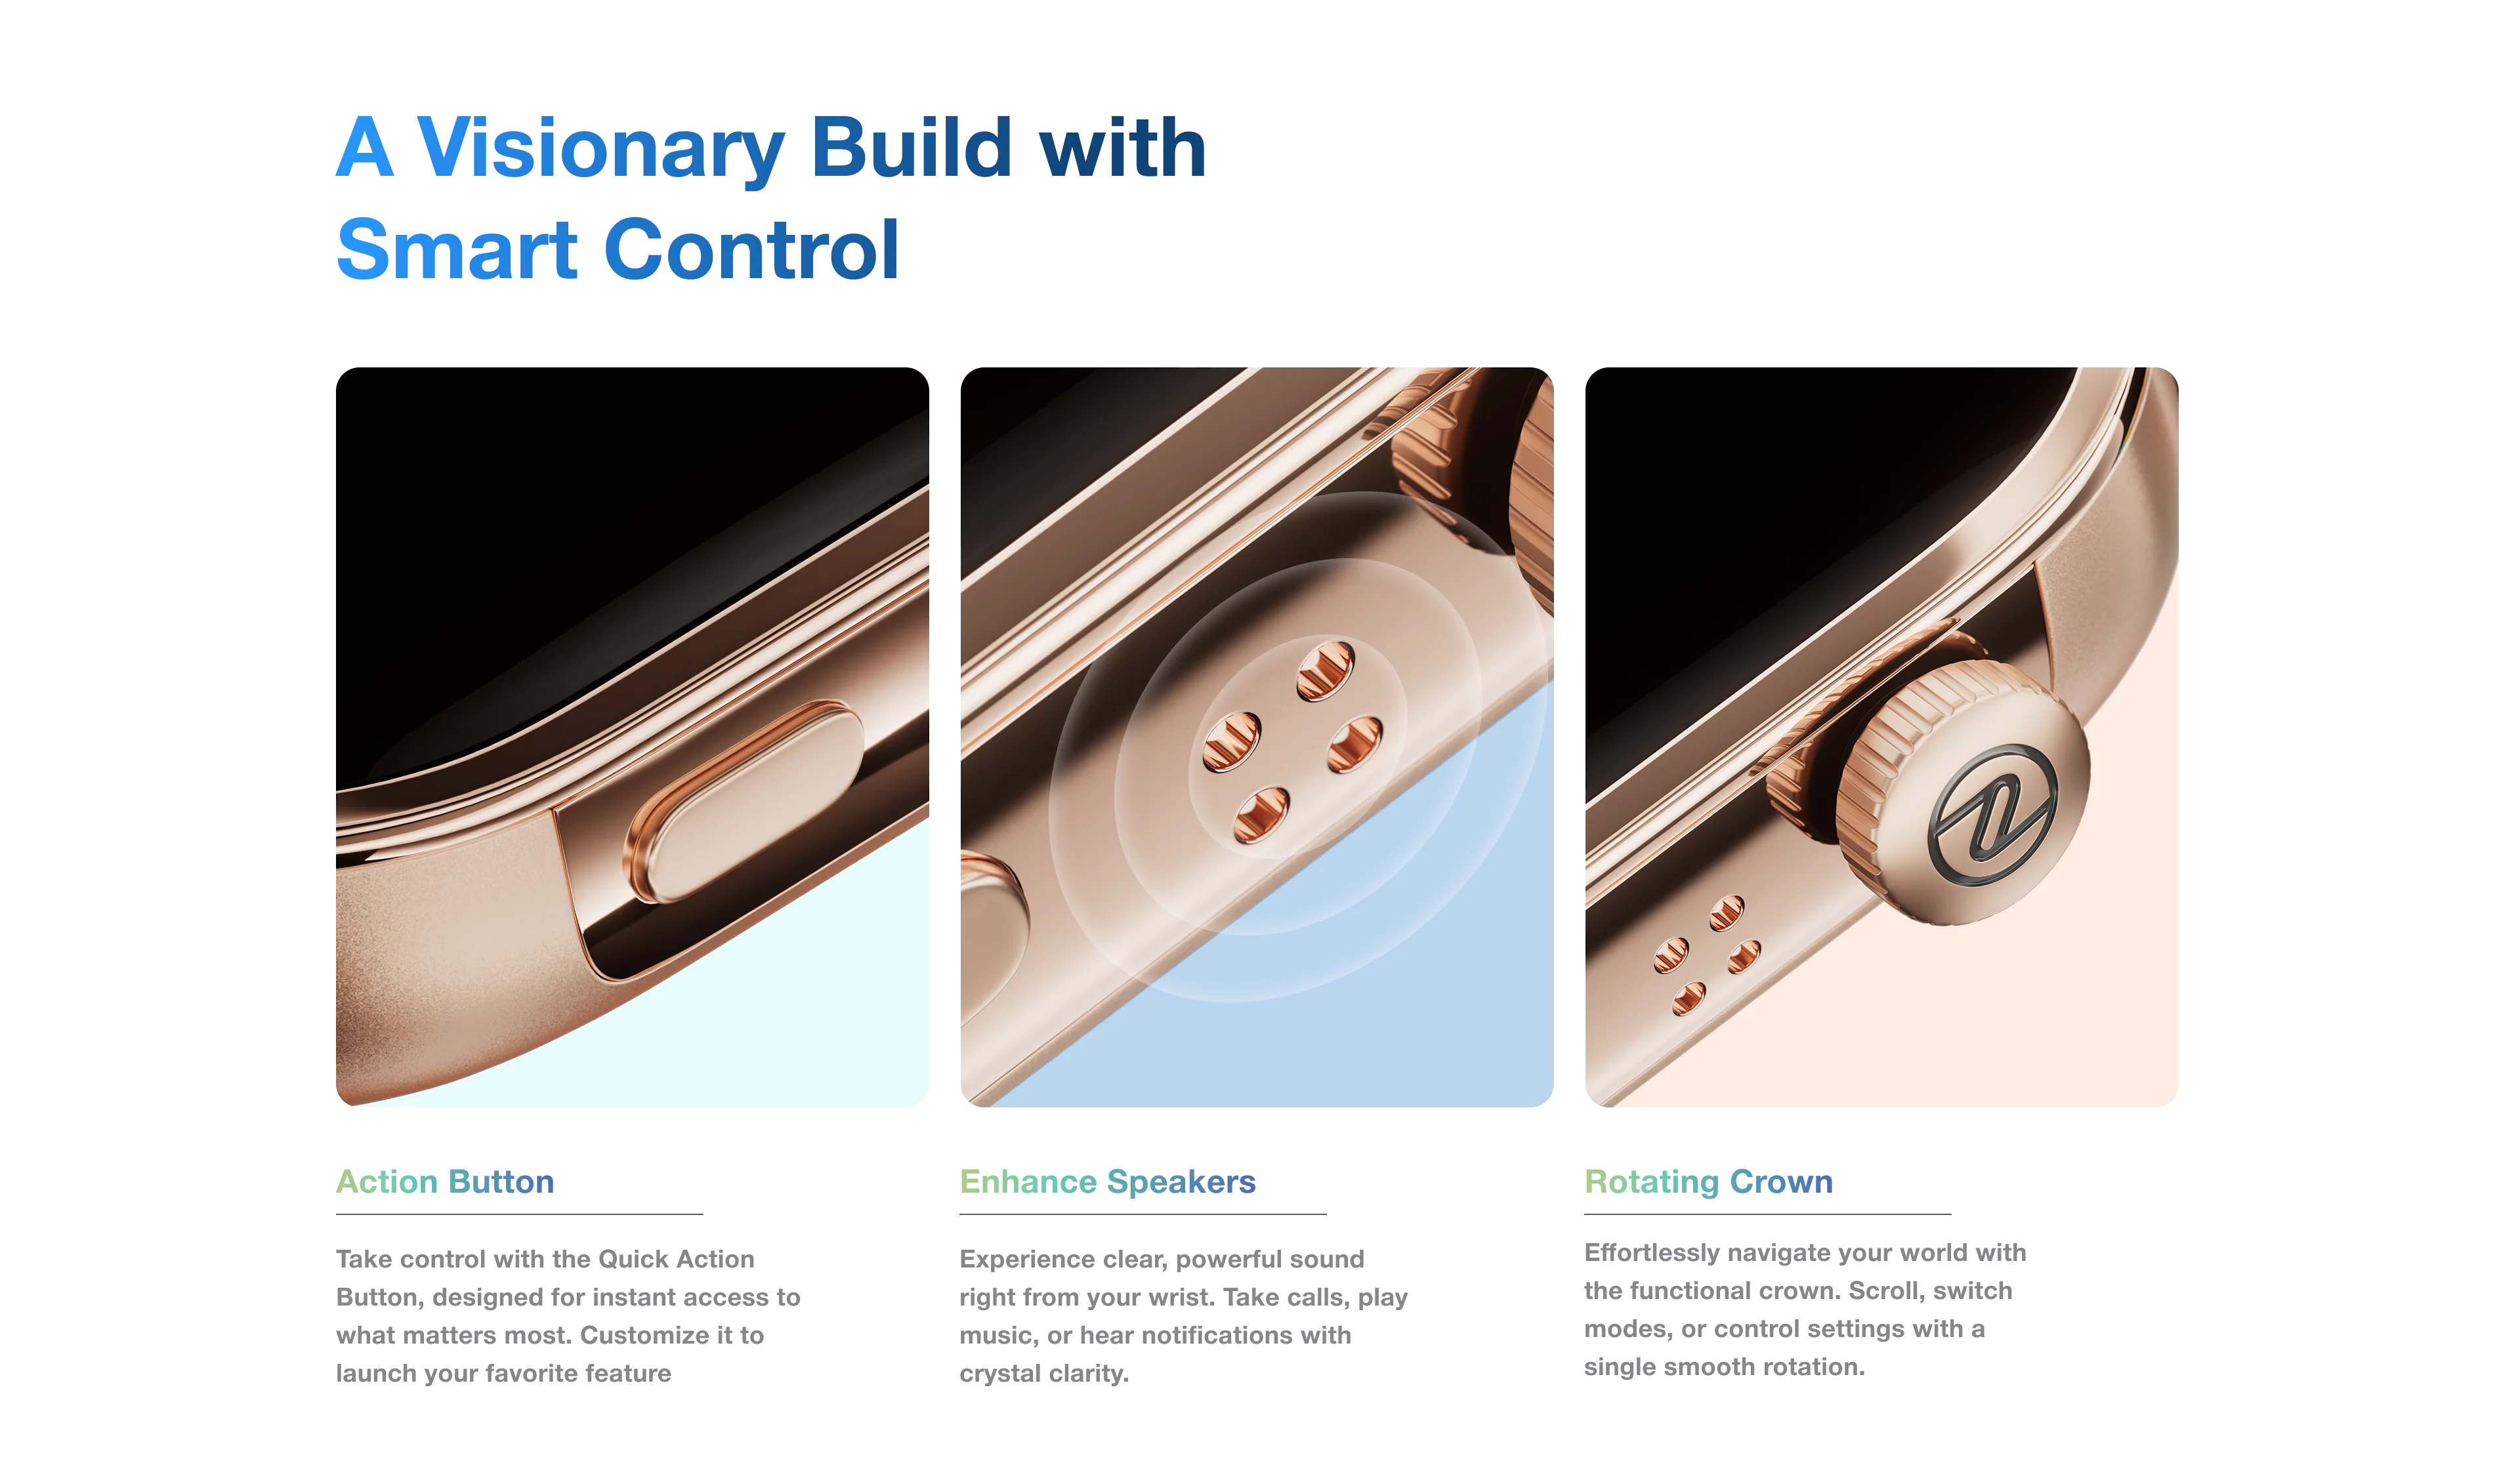 A Visionary Build with
Smart Control
Action Button
Take control with the Quick Action
Button, designed for instant access to
what matters most. Customize it to
launch your favorite feature
Enhance Speakers
Experience clear, powerful sound
right from your wrist. Take calls, play
music, or hear notifications with
crystal clarity.
Rotating Crown
Effortlessly navigate your world with
the functional crown. Scroll, switch
modes, or control settings with a
single smooth rotation.